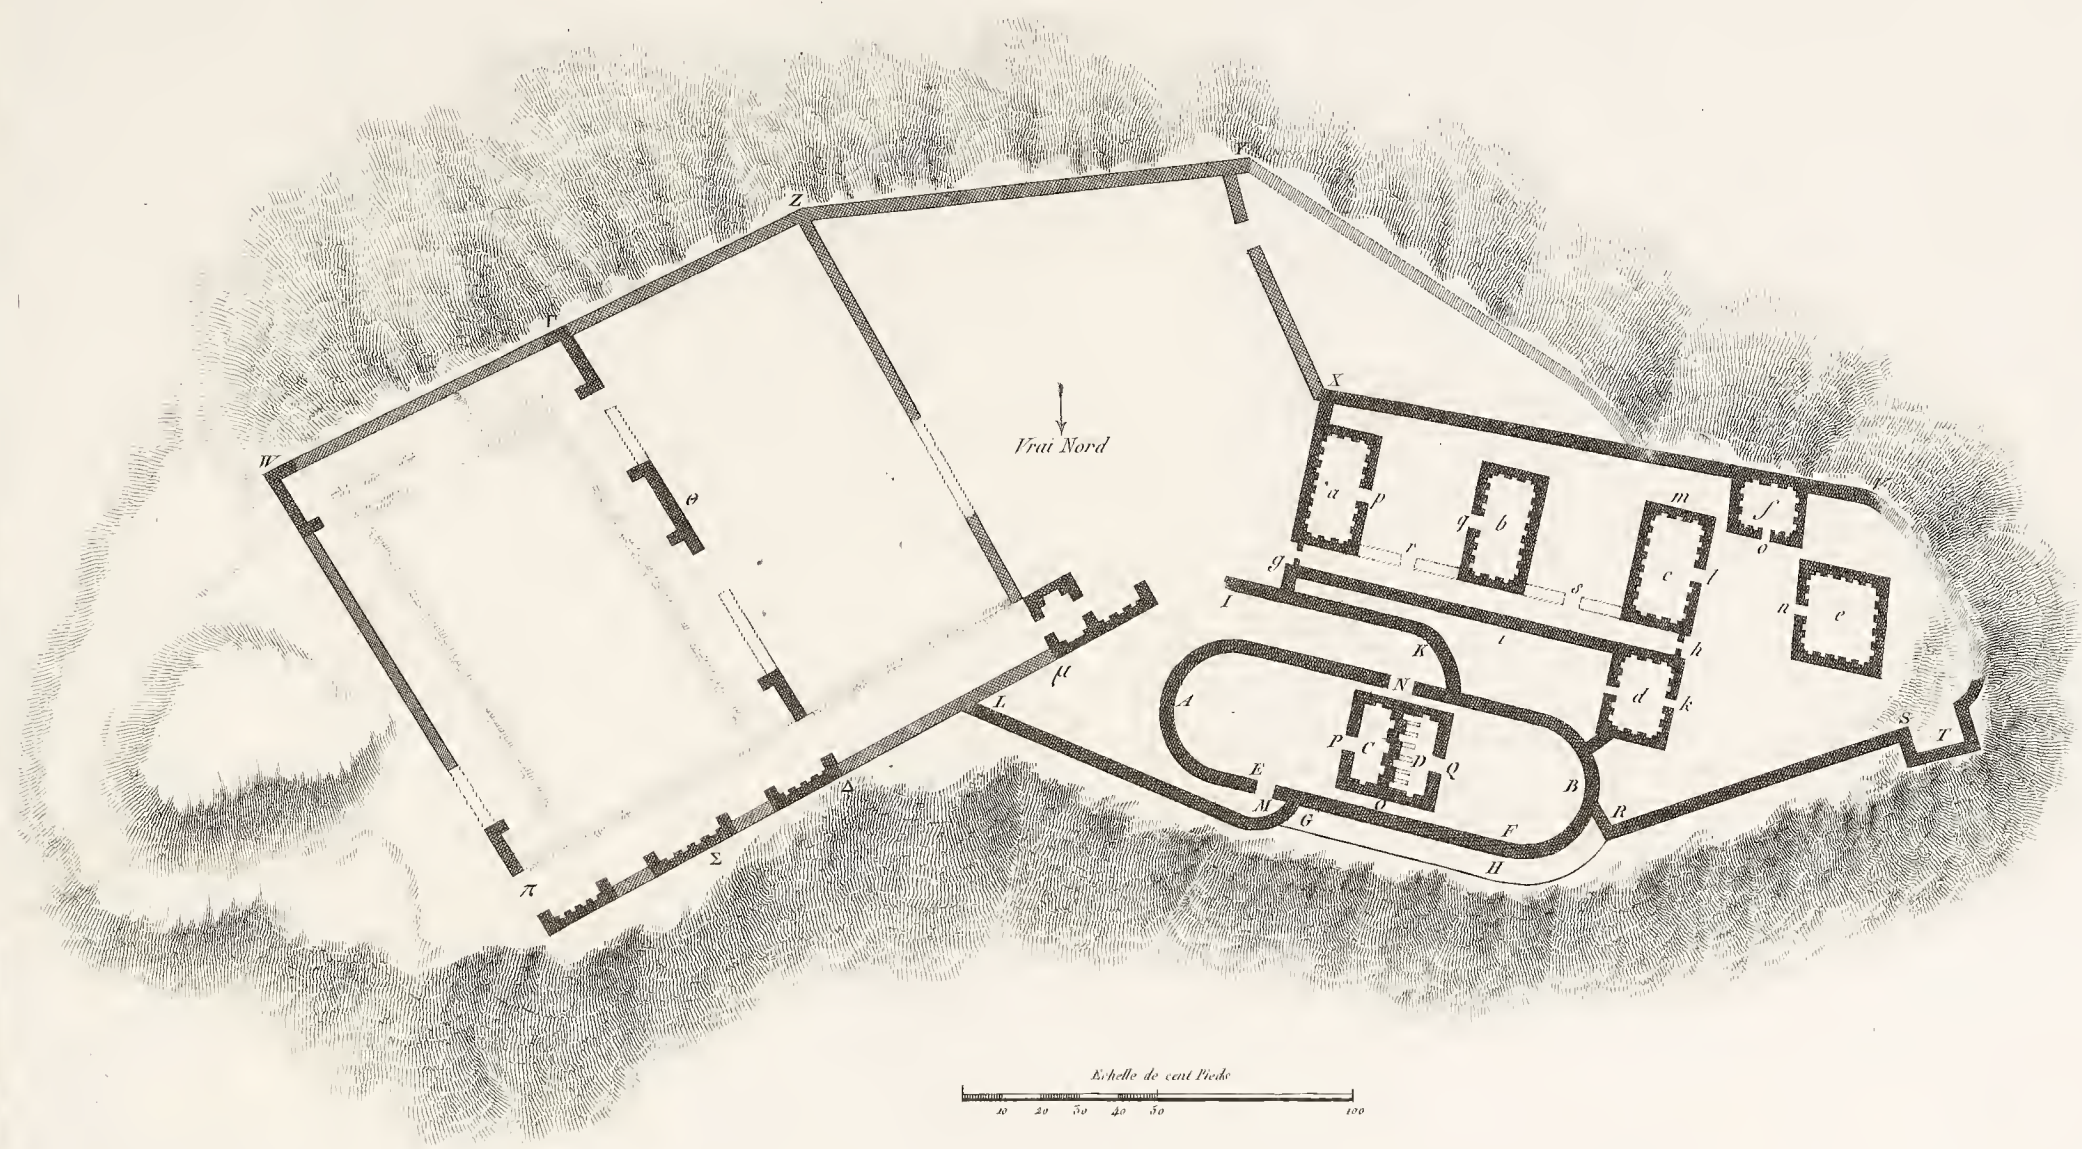 Y
Z
Γ
X
Vrai Nord
W
V
a
p
m
Θ
q
b
f
r
o
g
c
l
s
e
I
n
i
h
K
μ
d
k
N
A
L
S
P
C
D
Q
T
E
B
Δ
M
O
G
R
F
Σ
H
π
Echelle de cent Pieds
10 20 30 40 50 100